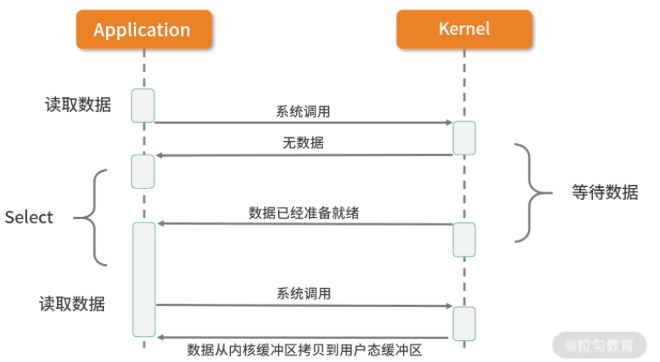 Application
Kernel
读取数据
系统调用
无数据
Select
等待数据
数据已经准备就绪
读取数据
系统调用
数据从内核缓冲区拷贝到用户态缓冲区
@拉勾教育